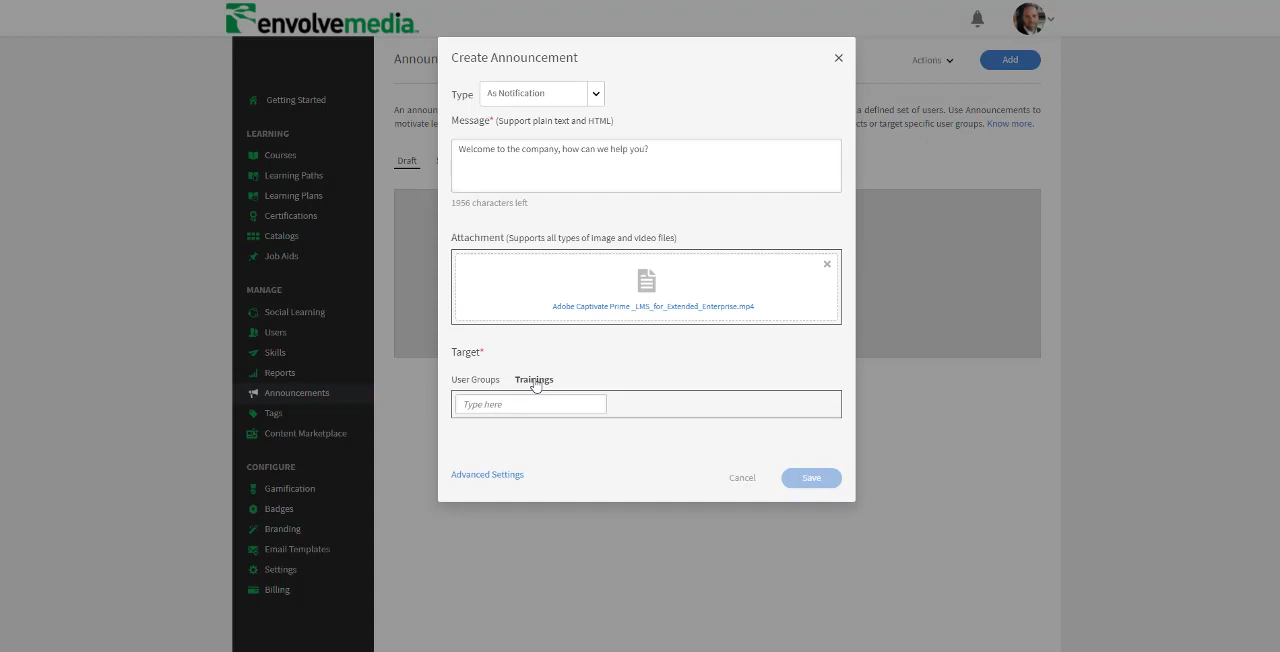 envolvemedia
Announ
Actions
Add
An announ
a defined set of users. Use Announcements to
motivate le
cts or target specific user groups. Know more.
Draft
Getting Started
LEARNING
Courses
Learning Paths
Learning Plans
Certifications
Catalogs
Job Aids
MANAGE
Social Learning
Users
Skills
Reports
Announcements
Tags
Content Marketplace
CONFIGURE
Gamification
Badges
Branding
Email Templates
Settings
Billing
Create Announcement
Type As Notification
Message* (Support plain text and HTML)
Welcome to the company, how can we help you?
1956 characters left
Attachment (Supports all types of image and video files)
Adobe Captivate Prime _LMS_for_Extended_Enterprise.mp4
Target*
User Groups Trainings
Type here
Advanced Settings
Cancel
Save